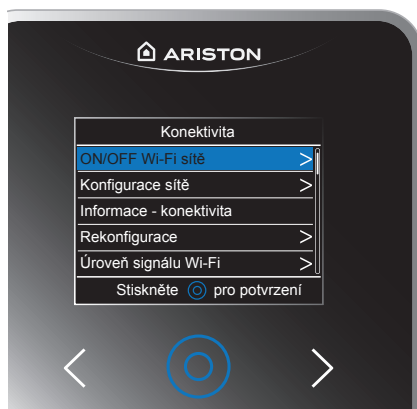 ARISTON
Konektivita
ON/OFF Wi-Fi sítě >
Konfigurace sítě >
Informace - konektivita
Rekonfigurace >
Úroveň signálu Wi-Fi >
Stiskněte pro potvrzení